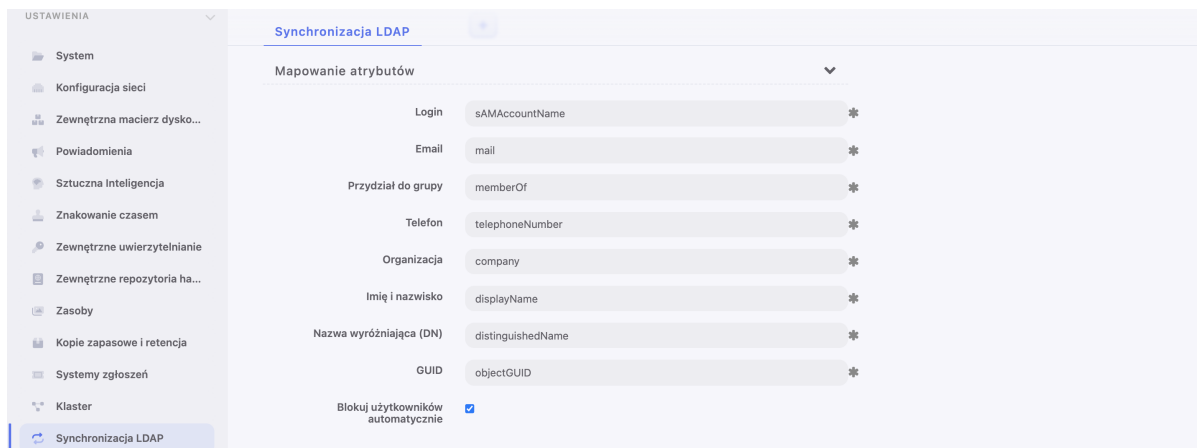 USTAWIENIA
System
Konfiguracja sieci
Zewnętrzna macierz dysko...
Powiadomienia
Sztuczna Inteligencja
Znakowanie czasem
Zewnętrzne uwierzytelnianie
Zewnętrzne repozytoria ha...
Zasoby
Kopie zapasowe i retencja
Systemy zgłoszeń
Klaster
Synchronizacja LDAP
Synchronizacja LDAP
Mapowanie atrybutów
Login sAMAccountName
Email mail
Przydział do grupy memberOf
Telefon telephoneNumber
Organizacja company
Imię i nazwisko displayName
Nazwa wyróżniająca (DN) distinguishedName
GUID objectGUID
Blokuj użytkowników
automatycznie